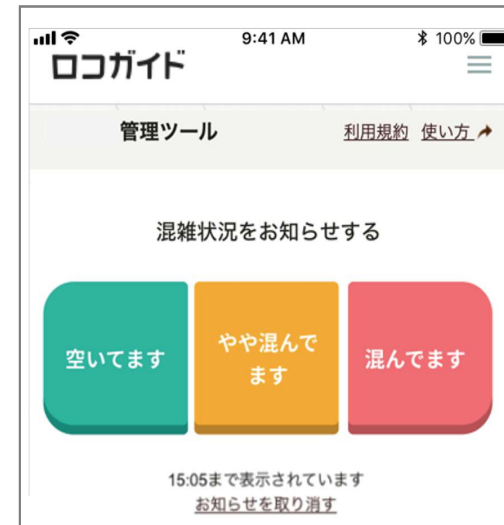 9:41 AM 100%
ロコガイド
管理ツール 利用規約 使い方
混雑状況をお知らせする
空いてます
やや混んで
ます
混んでます
15:05まで表示されています
お知らせを取り消す